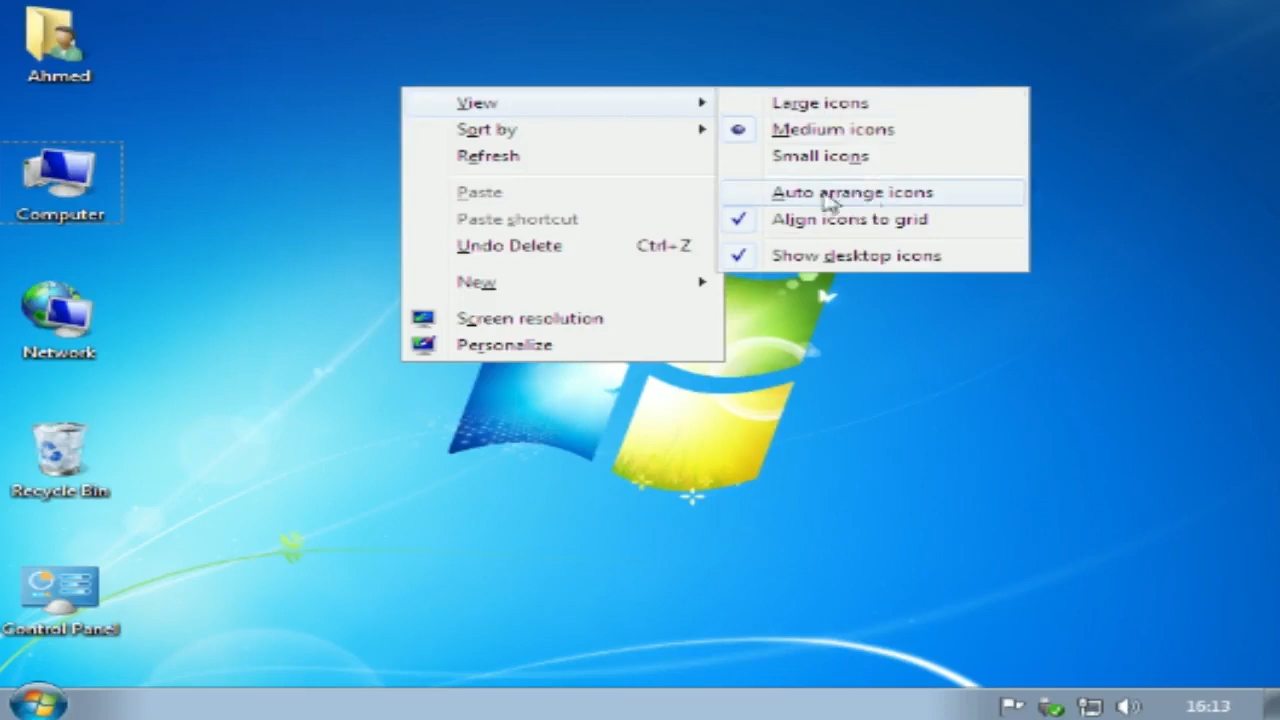 Ahmed
Computer
Network
Recycle Bin
Control Panel
View
Sort by
Refresh
Paste
Paste shortcut
Undo Delete Ctrl+Z
New
Screen resolution
Personalize
Large icons
Medium icons
Small icons
Auto arrange icons
Align icons to grid
Show desktop icons
16:13